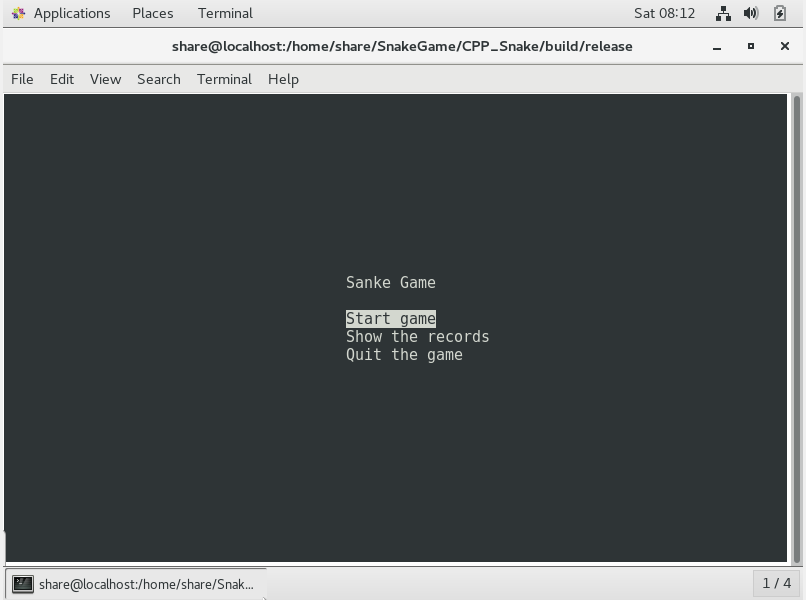 Applications Places Terminal Sat 08:12
share@localhost:/home/share/SnakeGame/CPP_Snake/build/release
File Edit View Search Terminal Help
Sanke Game
Start game
Show the records
Quit the game
share@localhost:/home/share/Snak... 1 / 4